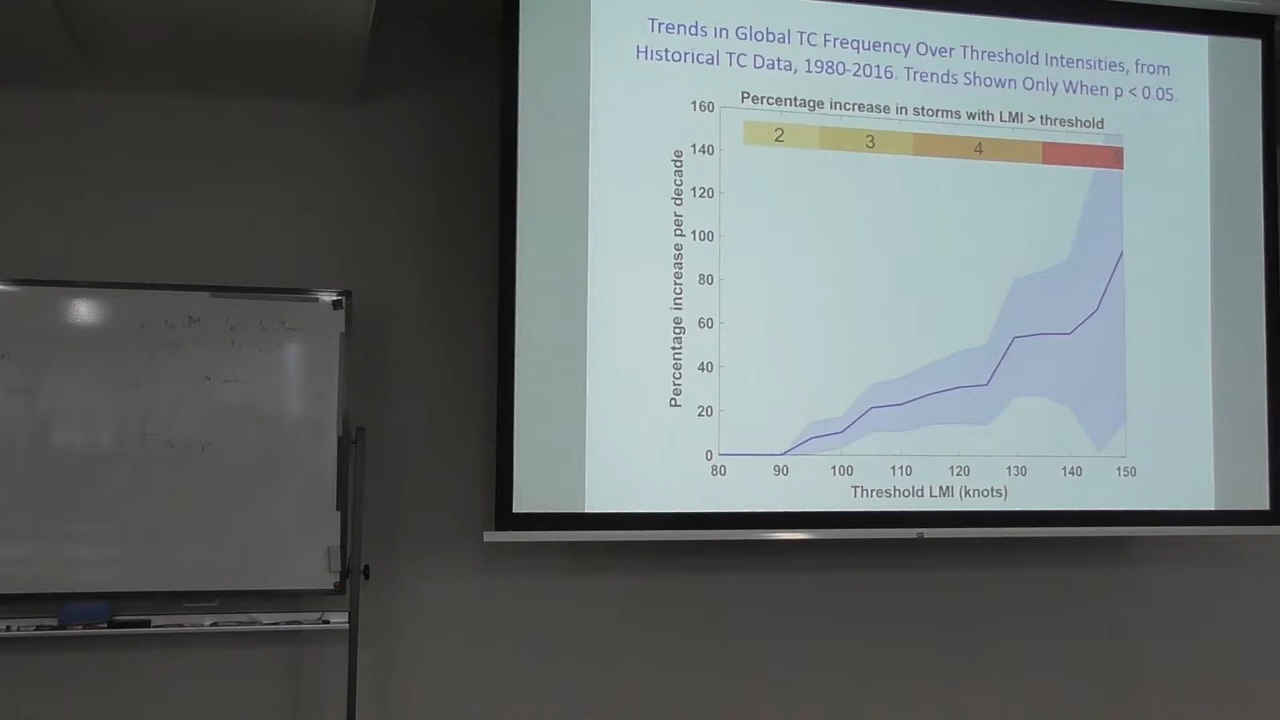 Trends in Global TC Frequency Over Threshold Intensities, from
Historical TC Data, 1980-2016. Trends Shown Only When p < 0.05.
Percentage increase in storms with LMI > threshold
160
140
120
100
80
60
40
20
0
Percentage increase per decade
2 3 4 5
80 90 100 110 120 130 140 150
Threshold LMI (knots)